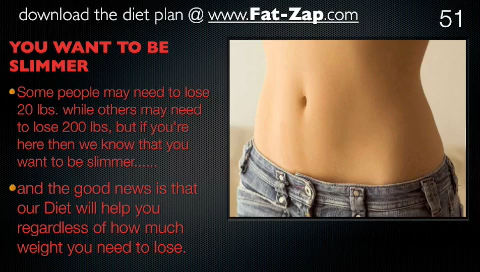 download the diet plan @ www.Fat-Zap.com
51
YOU WANT TO BE
SLIMMER
•Some people may need to lose
20 lbs. while others may need
to lose 200 lbs, but if you're
here then we know that you
want to be slimmer......
•and the good news is that
our Diet will help you
regardless of how much
weight you need to lose.